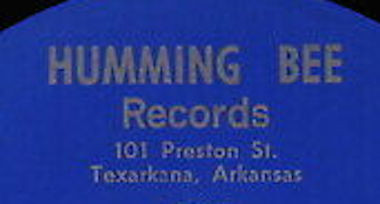 HUMMING BEE
Records
101 Preston St.
Texarkana, Arkansas